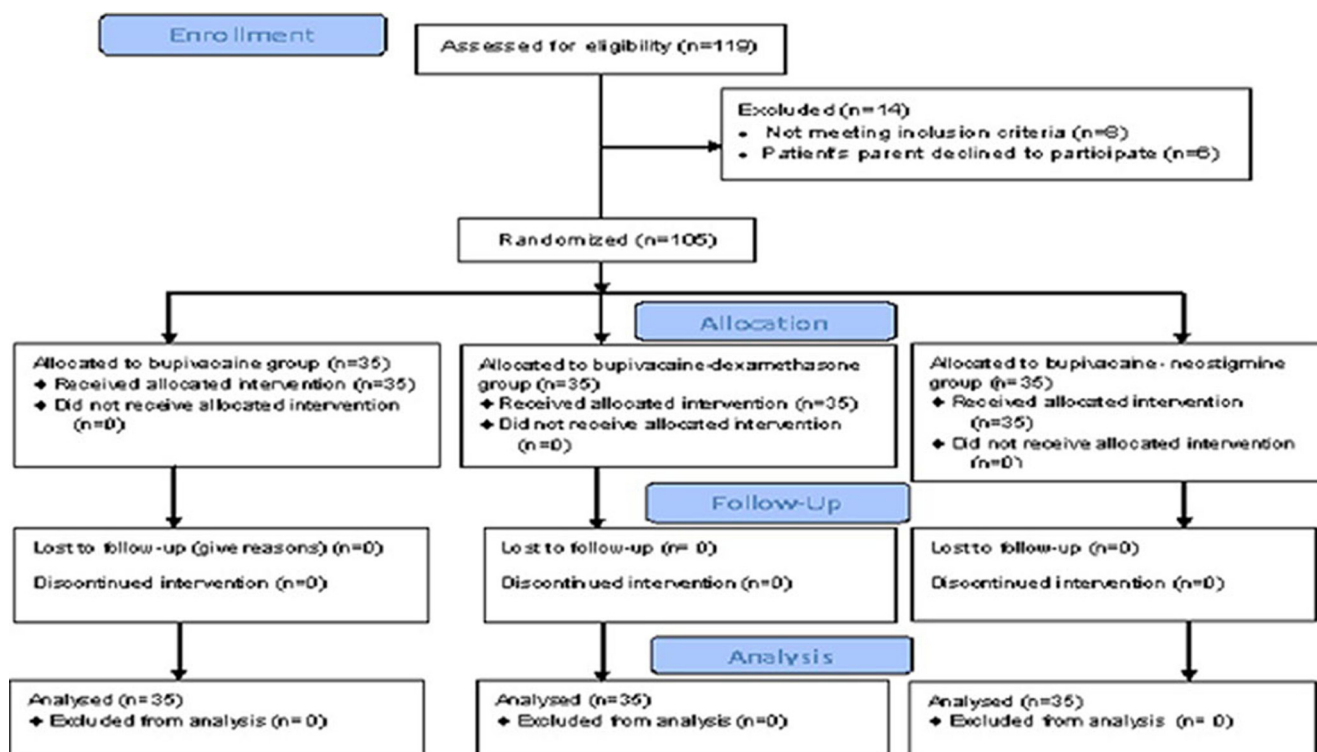 Enrollment
Assessed for eligibility (n=119)
Excluded (n=14)
• Not meeting inclusion criteria (n=8)
• Patient's parent declined to participate (n=6)
Randomized (n=105)
Allocation
Allocated to bupivacaine group (n=35)
◆ Received allocated intervention (n=35)
◆ Did not receive allocated intervention
(n=0)
Allocated to bupivacaine-dexamethasone
group (n=35)
◆ Received allocated intervention (n=35)
◆ Did not receive allocated intervention
(n=0)
Allocated to bupivacaine- neostigmine
group (n=35)
◆ Received allocated intervention
(n=35)
◆ Did not receive allocated intervention
(n=0)
Follow-Up
Lost to follow-up (give reasons) (n=0)
Discontinued intervention (n=0)
Lost to follow-up (n= 0)
Discontinued intervention (n=0)
Lost to follow-up (n=0)
Discontinued intervention (n=0)
Analysis
Analysed (n=35)
◆ Excluded from analysis (n= 0)
Analysed (n=35)
◆ Excluded from analysis (n=0)
Analysed (n=35)
◆ Excluded from analysis (n= 0)